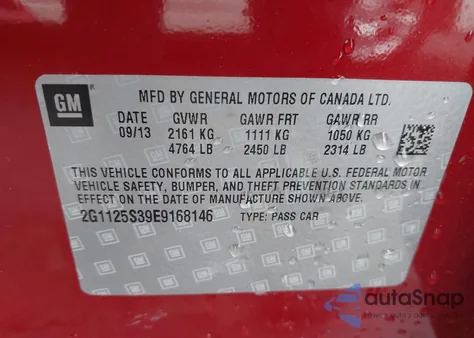 GM
MFD BY GENERAL MOTORS OF CANADA LTD.
DATE GVWR GAWR FRT GAWR RR
09/13 2161 KG 1111 KG 1050 KG
4764 LB 2450 LB 2314 LB
THIS VEHICLE CONFORMS TO ALL APPLICABLE U.S. FEDERAL MOTOR
VEHICLE SAFETY, BUMPER, AND THEFT PREVENTION STANDARDS IN
EFFECT ON THE DATE OF MANUFACTURE SHOWN ABOVE.
2G1125S39E9168146 TYPE: PASS CAR
autoSnap